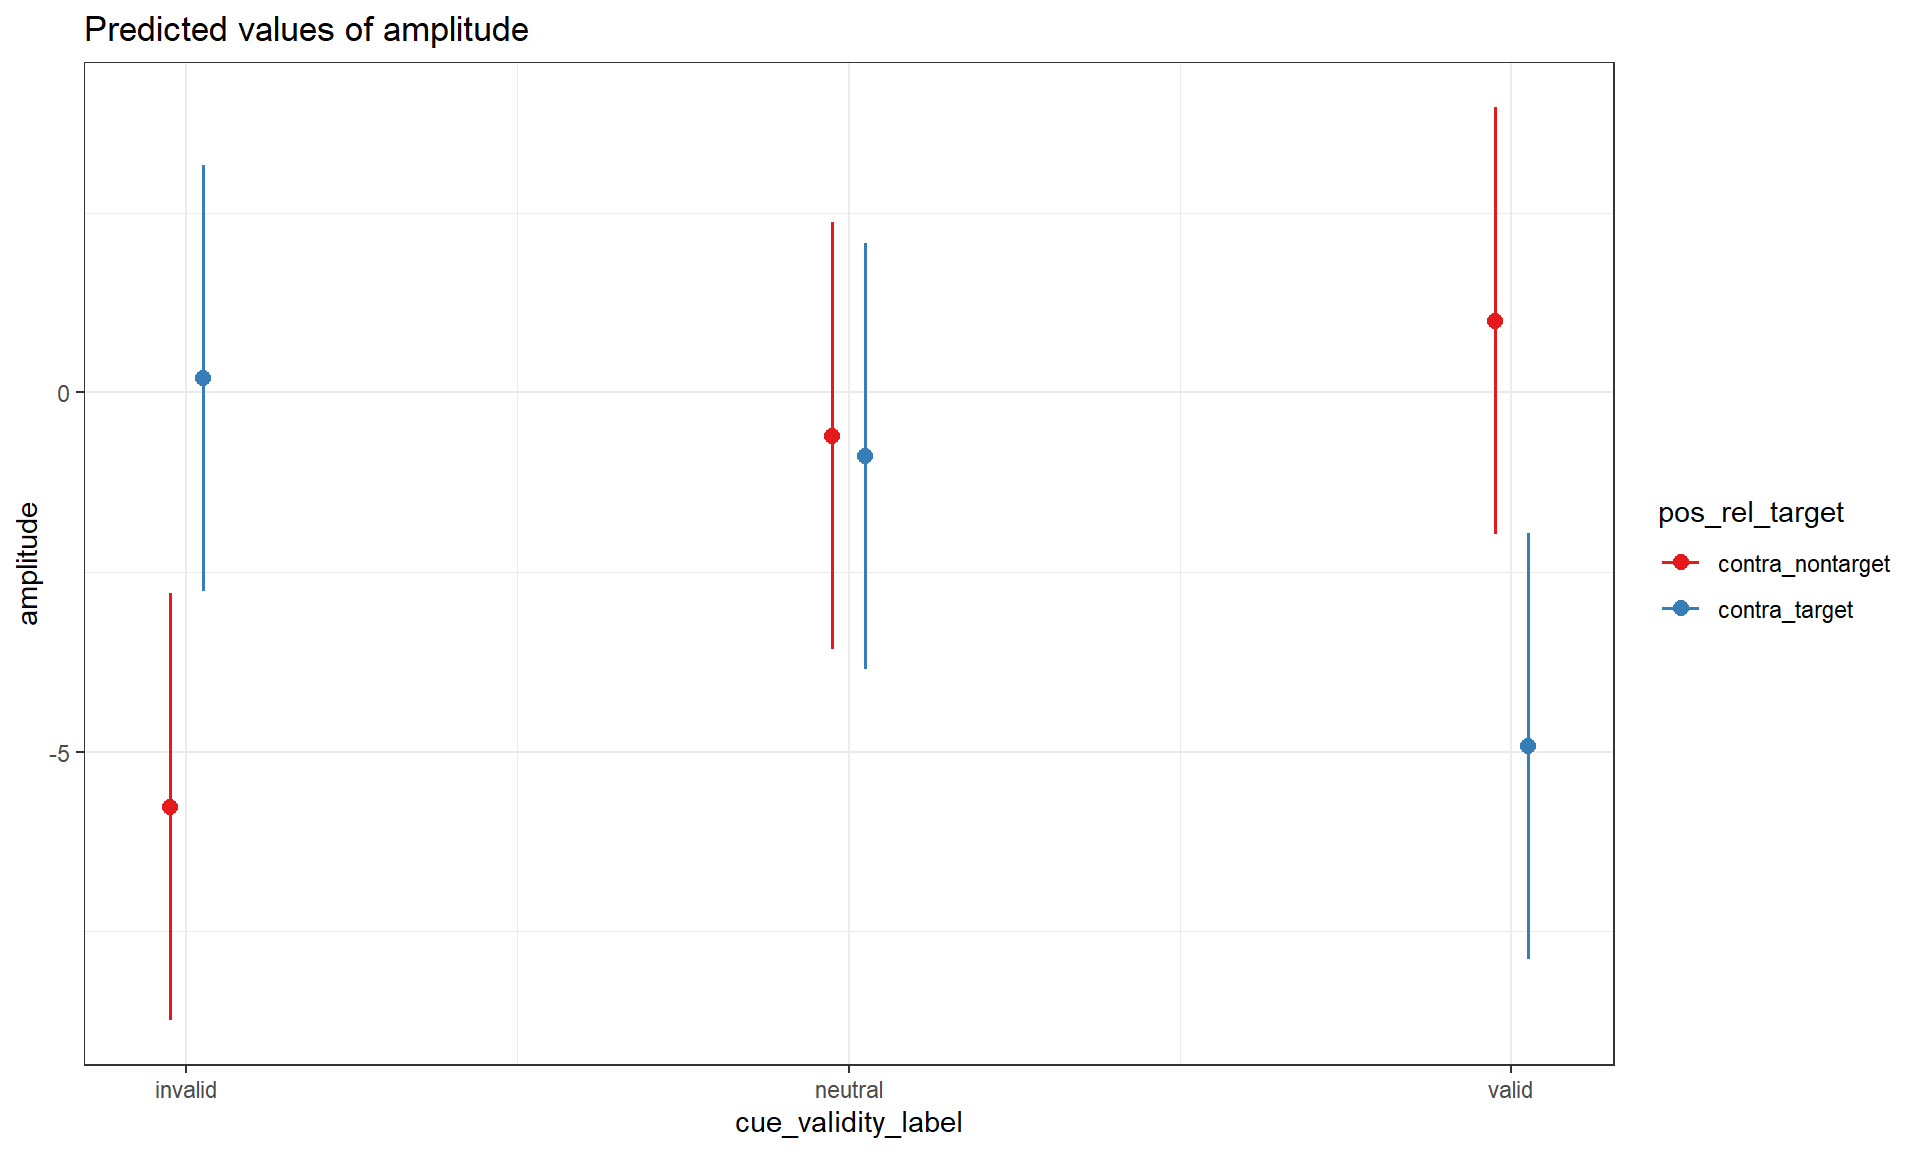 Predicted values of amplitude
amplitude
0
-5
invalid
neutral
valid
cue_validity_label
pos_rel_target
contra_nontarget
contra_target